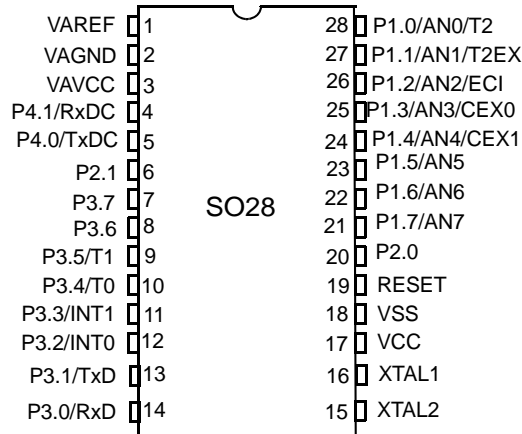 VAREF 1 28 P1.0/AN0/T2
VAGND 2 27 P1.1/AN1/T2EX
VAVCC 3 26 P1.2/AN2/ECI
P4.1/RxDC 4 25 P1.3/AN3/CEX0
P4.0/TxDC 5 24 P1.4/AN4/CEX1
P2.1 6 23 P1.5/AN5
P3.7 7 22 P1.6/AN6
SO28
P3.6 8 21 P1.7/AN7
P3.5/T1 9 20 P2.0
P3.4/T0 10 19 RESET
P3.3/INT1 11 18 VSS
P3.2/INT0 12 17 VCC
P3.1/TxD 13 16 XTAL1
P3.0/RxD 14 15 XTAL2